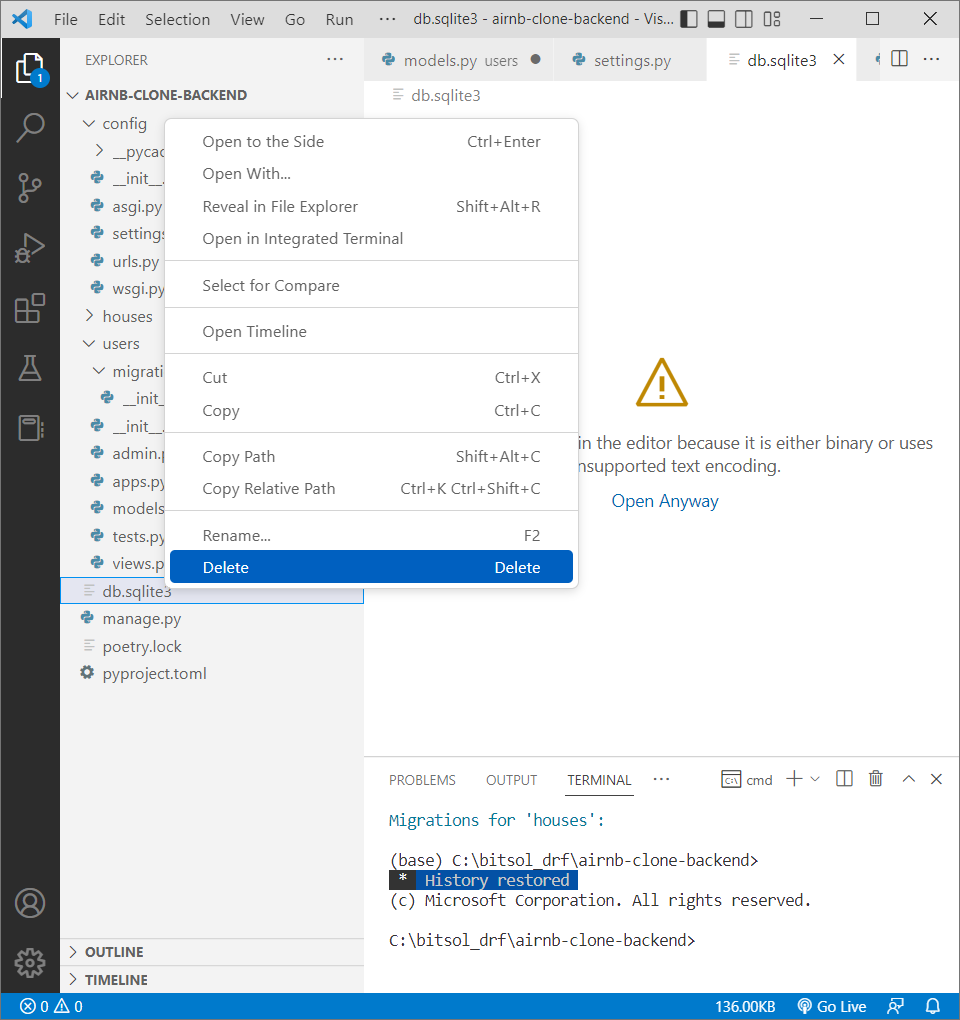 File Edit Selection View Go Run ··· db.sqlite3 - airnb-clone-backend - Vis...
EXPLORER ···
models.py users ● settings.py db.sqlite3 ···
AIRNB-CLONE-BACKEND
db.sqlite3
config
__pycac
__init__.
asgi.py
settings
urls.py
wsgi.py
houses
users
migrati
__init_
__init__.
admin.p
apps.py
models
tests.py
views.p
db.sqlite3
manage.py
poetry.lock
pyproject.toml
Open to the Side Ctrl+Enter
Open With...
Reveal in File Explorer Shift+Alt+R
Open in Integrated Terminal
Select for Compare
Open Timeline
Cut Ctrl+X
Copy Ctrl+C
Copy Path Shift+Alt+C
Copy Relative Path Ctrl+K Ctrl+Shift+C
Rename... F2
Delete Delete
in the editor because it is either binary or uses
nsupported text encoding.
Open Anyway
PROBLEMS OUTPUT TERMINAL ··· cmd
Migrations for 'houses':
(base) C:\bitsol_drf\airnb-clone-backend>
* History restored
(c) Microsoft Corporation. All rights reserved.
C:\bitsol_drf\airnb-clone-backend>
OUTLINE
TIMELINE
1
0 0 136.00KB Go Live